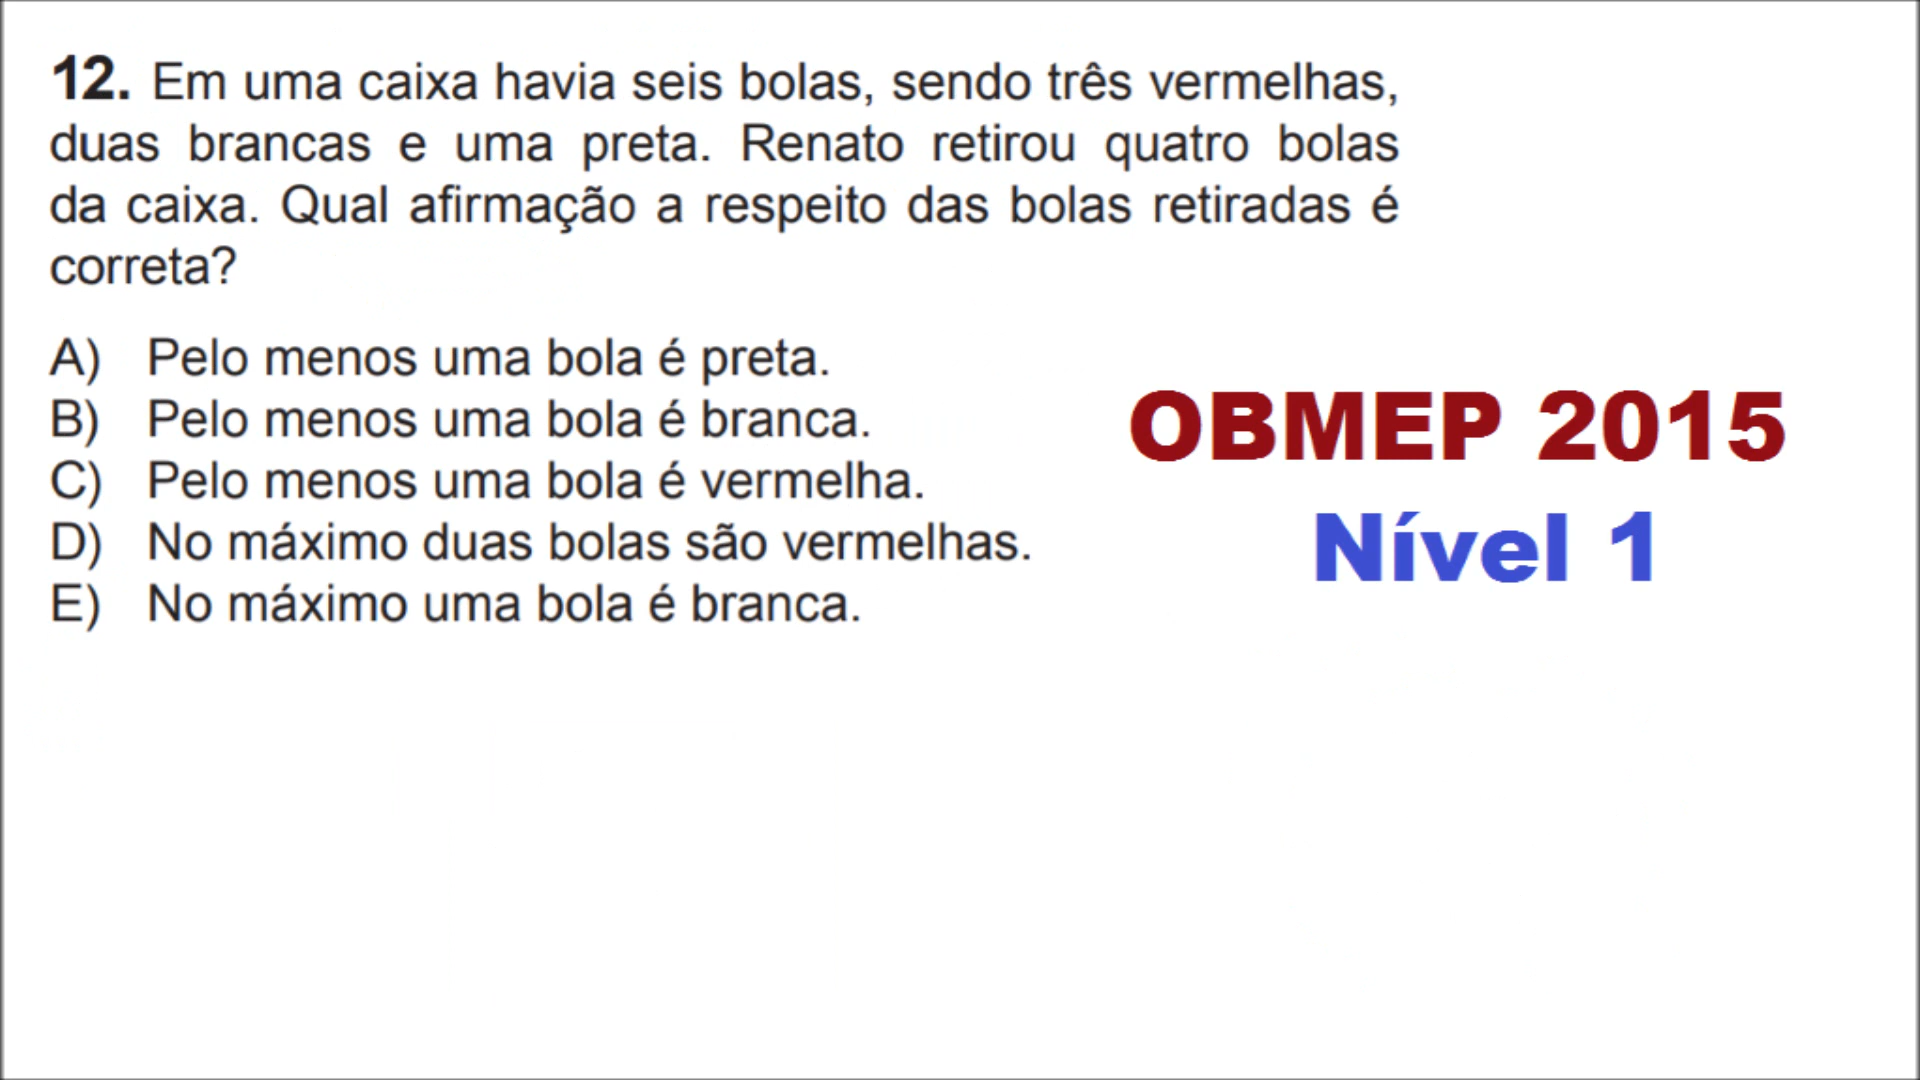 12. Em uma caixa havia seis bolas, sendo três vermelhas,
duas brancas e uma preta. Renato retirou quatro bolas
da caixa. Qual afirmação a respeito das bolas retiradas é
correta?
A) Pelo menos uma bola é preta.
B) Pelo menos uma bola é branca.
C) Pelo menos uma bola é vermelha.
D) No máximo duas bolas são vermelhas.
E) No máximo uma bola é branca.
OBMEP 2015
Nível 1